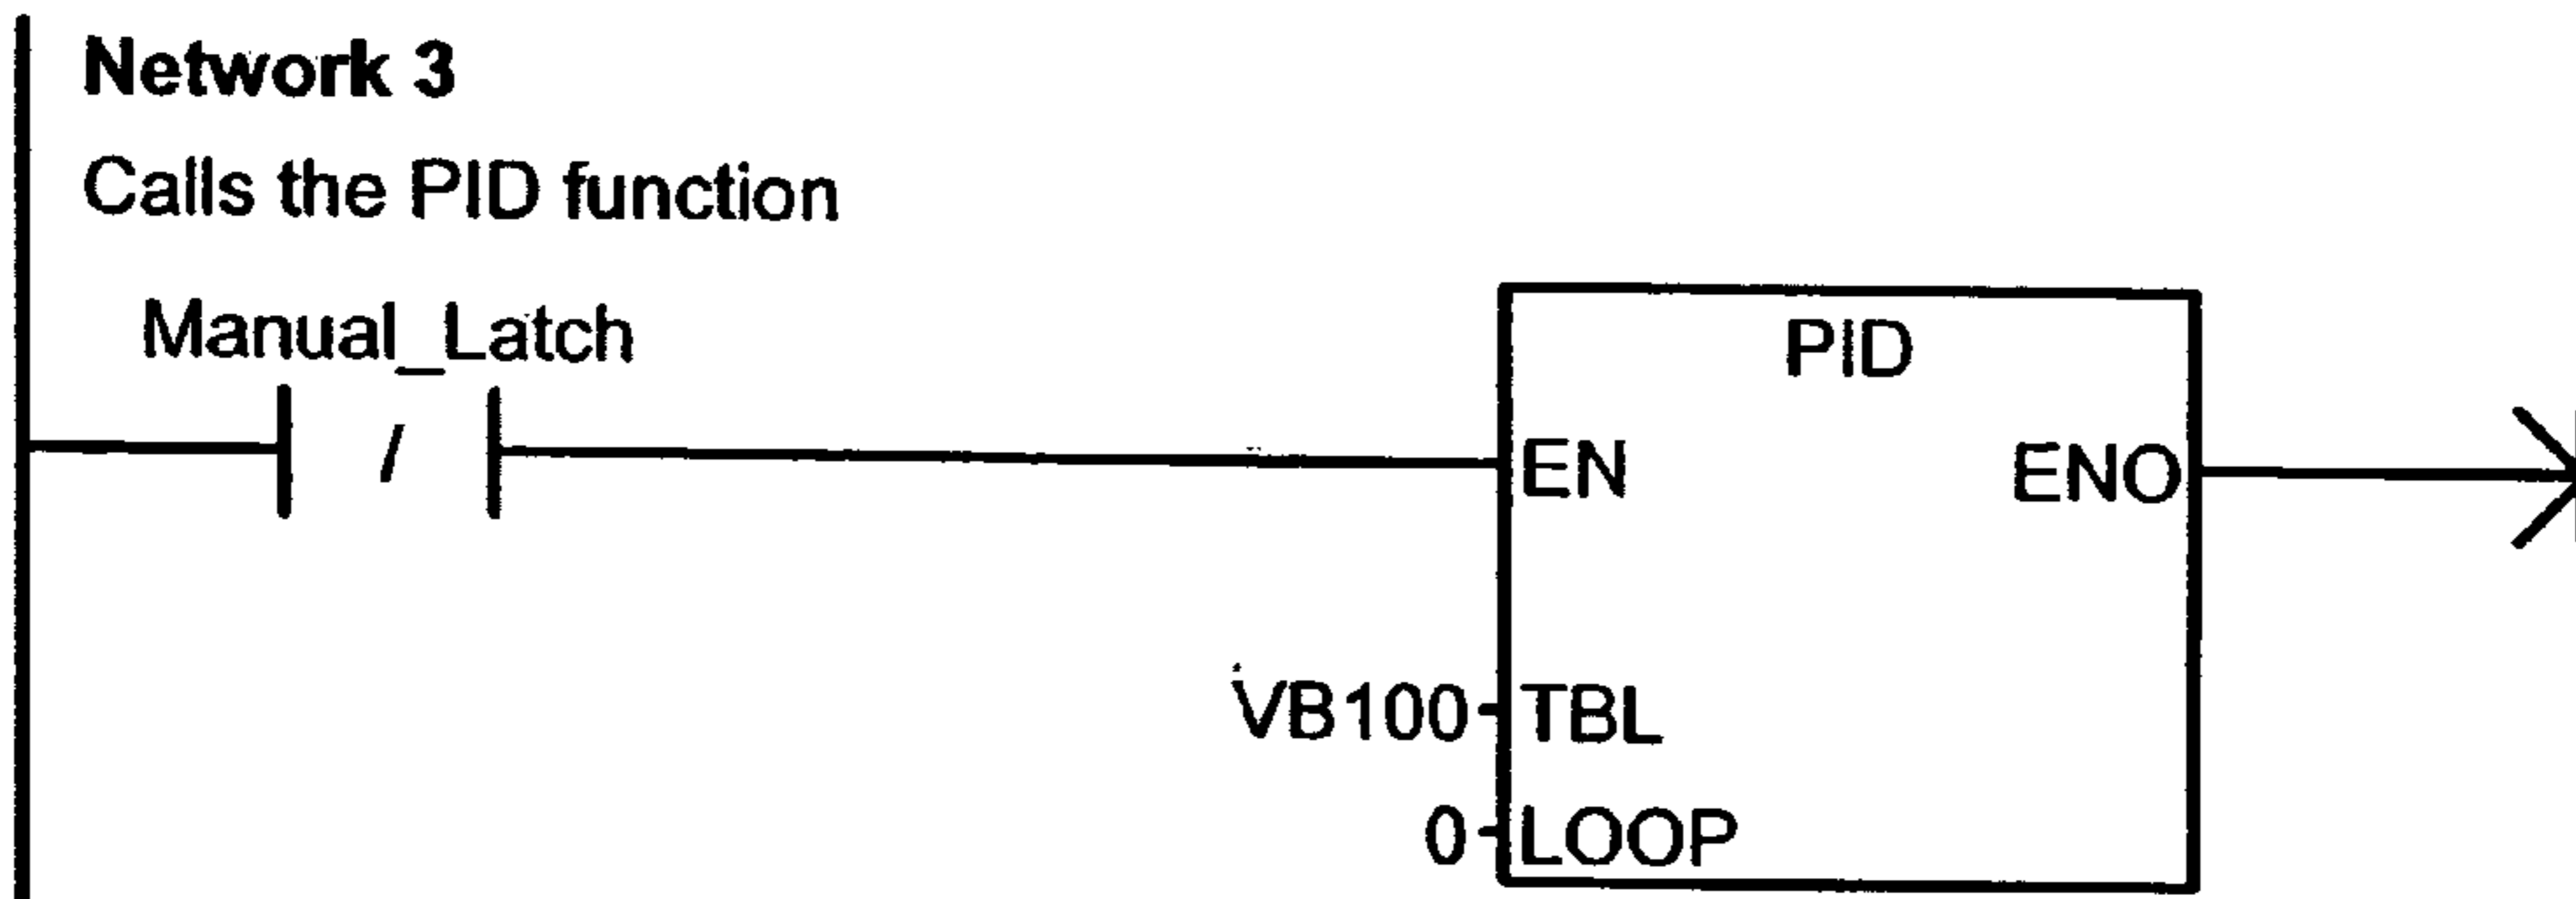 Network 3
Calls the PID function
Manual_Latch
/
PID
EN
ENO
VB100
TBL
0
LOOP